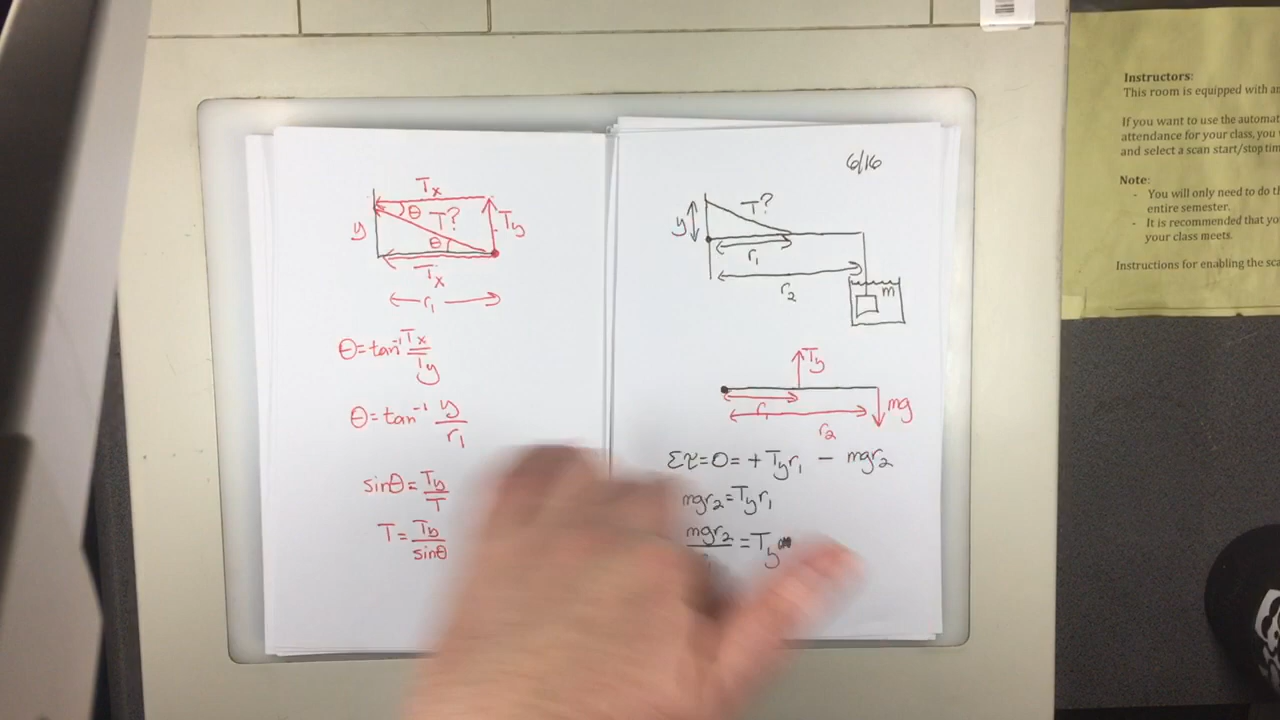 Tx
θ
T?
y
Ty
θ
Tx
r₁
θ=tan⁻¹ Tx/Ty
θ=tan⁻¹ y/r₁
sinθ = Ty/T
T = Ty/sinθ
6/16
y
T?
r₁
r₂
m
Ty
r₁
mg
r₂
Στ=0=+Tyr₁ − mgr₂
mgr₂=Tyr₁
mgr₂ = Ty
Instructors:
This room is equipped with an
If you want to use the automat
attendance for your class, you
and select a scan start/stop tim
Note:
- You will only need to do th
entire semester.
- It is recommended that yo
your class meets.
Instructions for enabling the sca